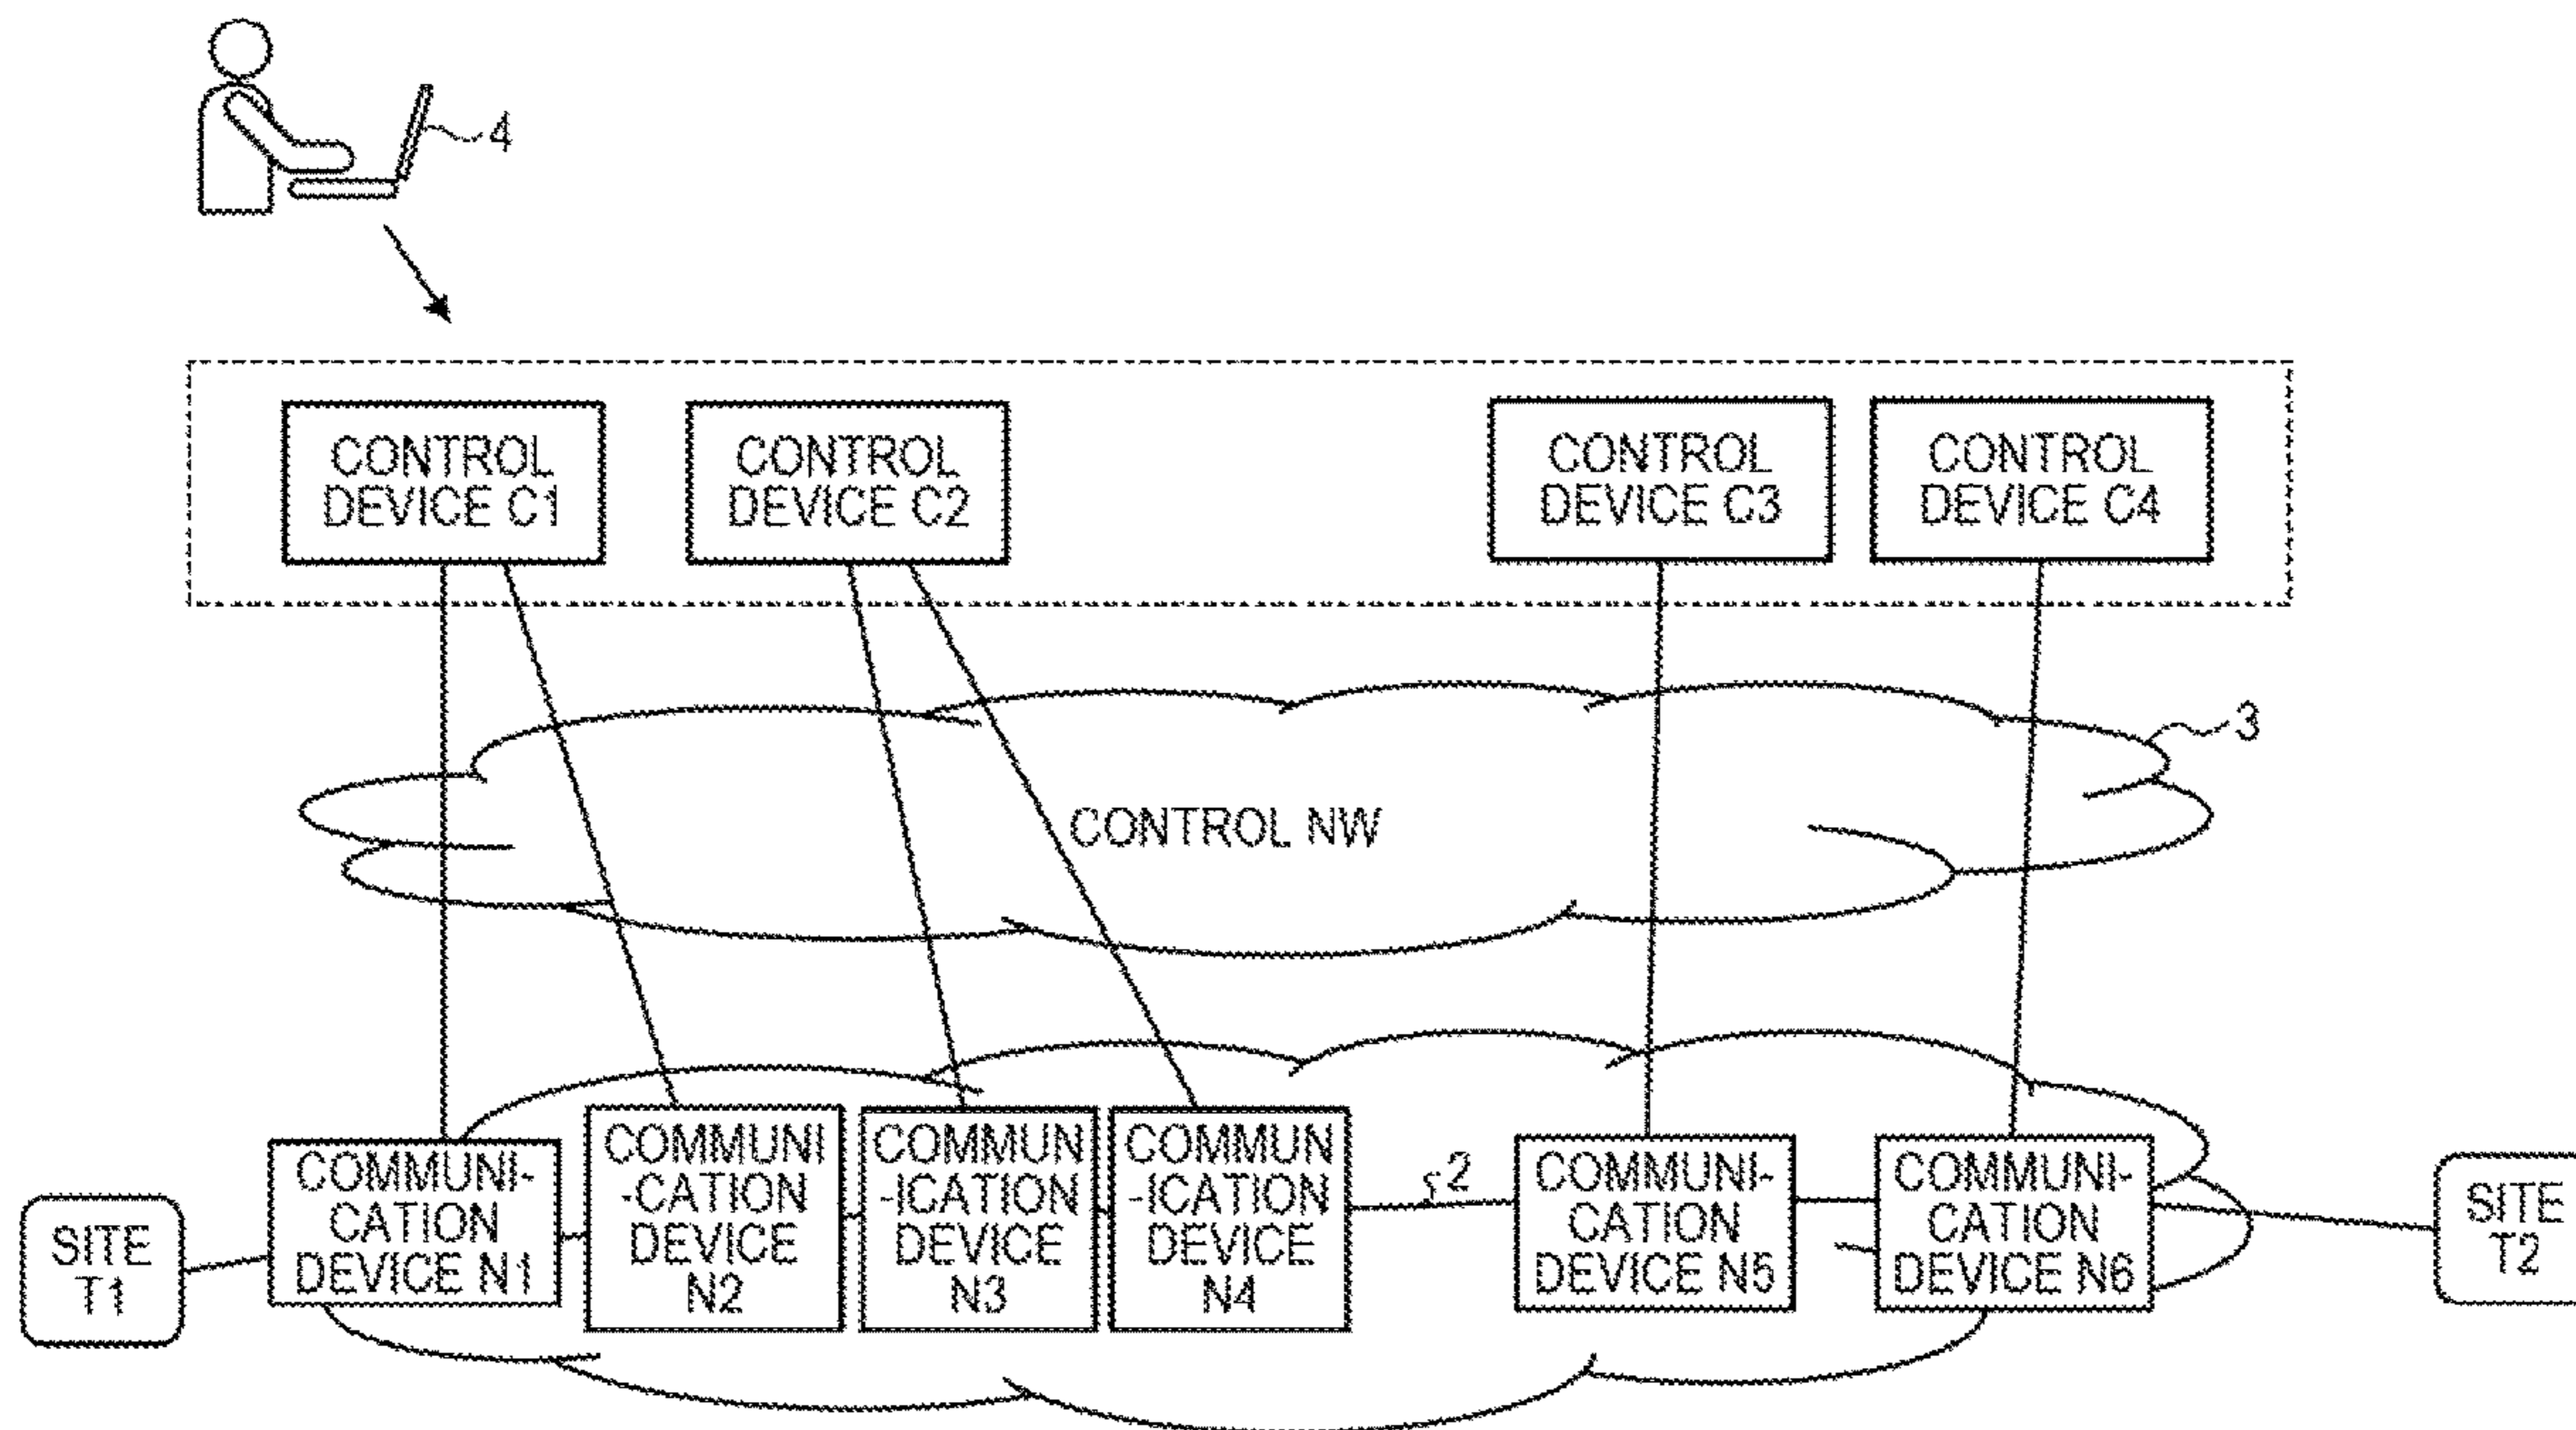 4
CONTROL
DEVICE C1
CONTROL
DEVICE C2
CONTROL
DEVICE C3
CONTROL
DEVICE C4
3
CONTROL NW
2
SITE
T1
COMMUNI-
CATION
DEVICE N1
COMMUNI
-CATION
DEVICE
N2
COMMUN
-ICATION
DEVICE
N3
COMMUN
-ICATION
DEVICE
N4
COMMUNI-
CATION
DEVICE N5
COMMUNI-
CATION
DEVICE N6
SITE
T2